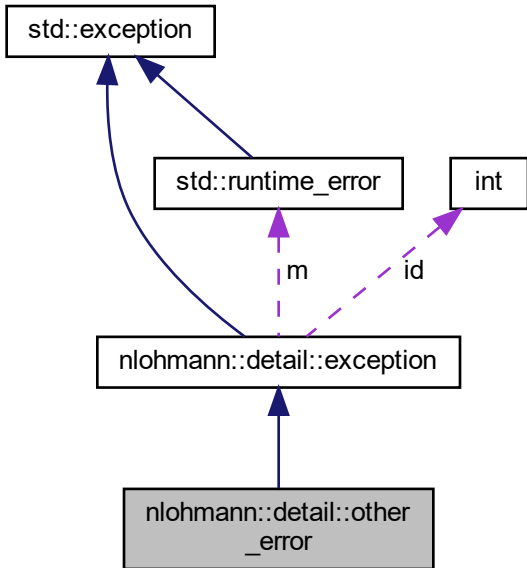 std::exception
std::runtime_error
int
m
id
nlohmann::detail::exception
nlohmann::detail::other
_error